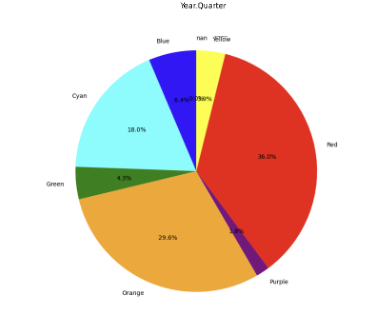 Year.Quarter
nan
Yellow
Blue
Cyan
18.0%
Red
36.0%
Green
4.3%
29.6%
Purple
Orange